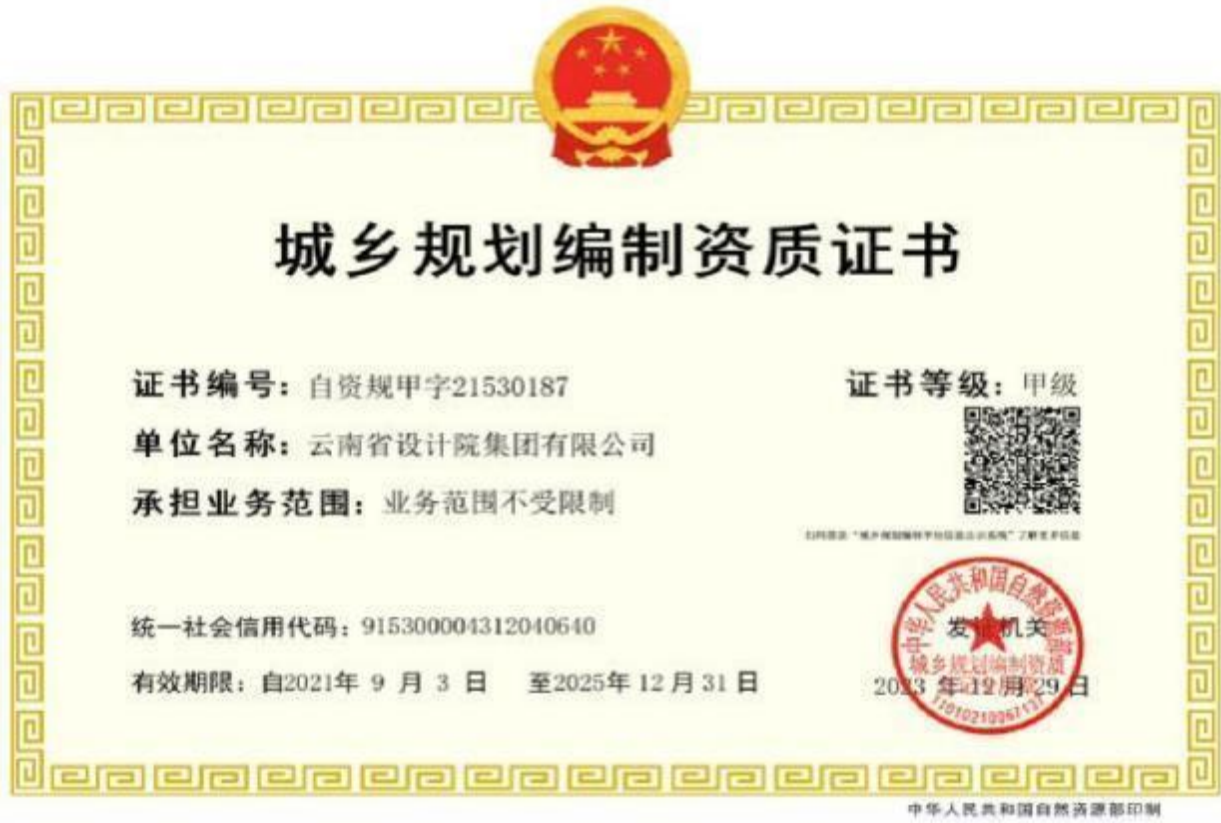 城乡规划编制资质证书
证书编号：自资规甲字21530187
证书等级：甲级
单位名称：云南省设计院集团有限公司
承担业务范围：业务范围不受限制
统一社会信用代码：915300004312040640
发证机关
有效期限：自2021年 9 月 3 日 至2025年 12 月 31 日
2023 年 12 月 29 日
中华人民共和国自然资源部
城乡规划编制资质
中华人民共和国自然资源部印制